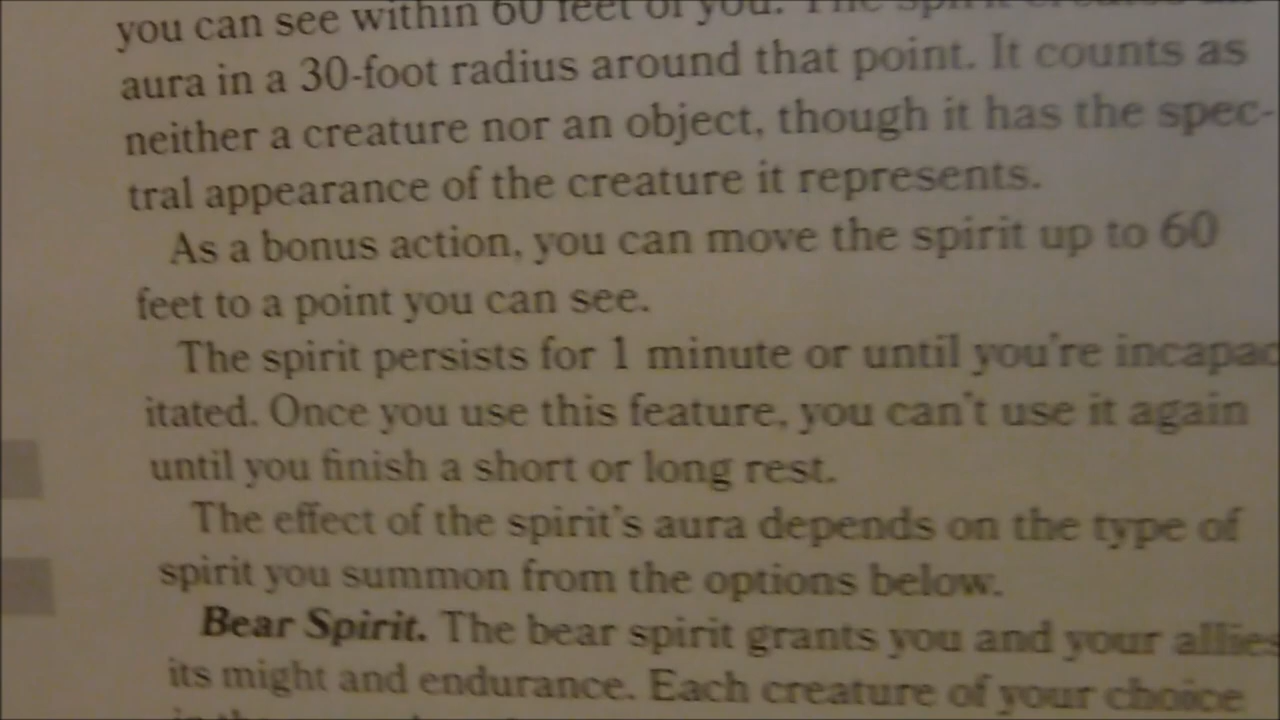 you can see within 60 feet of you. The spirit creates an
aura in a 30-foot radius around that point. It counts as
neither a creature nor an object, though it has the spec-
tral appearance of the creature it represents.
As a bonus action, you can move the spirit up to 60
feet to a point you can see.
The spirit persists for 1 minute or until you're incapac
itated. Once you use this feature, you can't use it again
until you finish a short or long rest.
The effect of the spirit's aura depends on the type of
spirit you summon from the options below.
Bear Spirit. The bear spirit grants you and your allies
its might and endurance. Each creature of your choice
in the